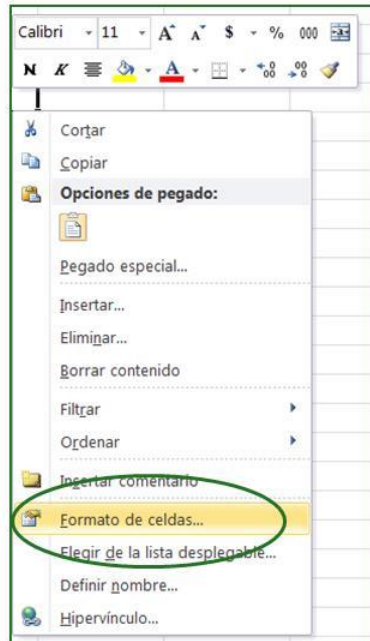 Calibri 11 A A $ % 000
N K A
Cortar
Copiar
Opciones de pegado:
Pegado especial...
Insertar...
Eliminar...
Borrar contenido
Filtrar
Ordenar
Insertar comentario
Formato de celdas...
Elegir de la lista desplegable...
Definir nombre...
Hipervínculo...